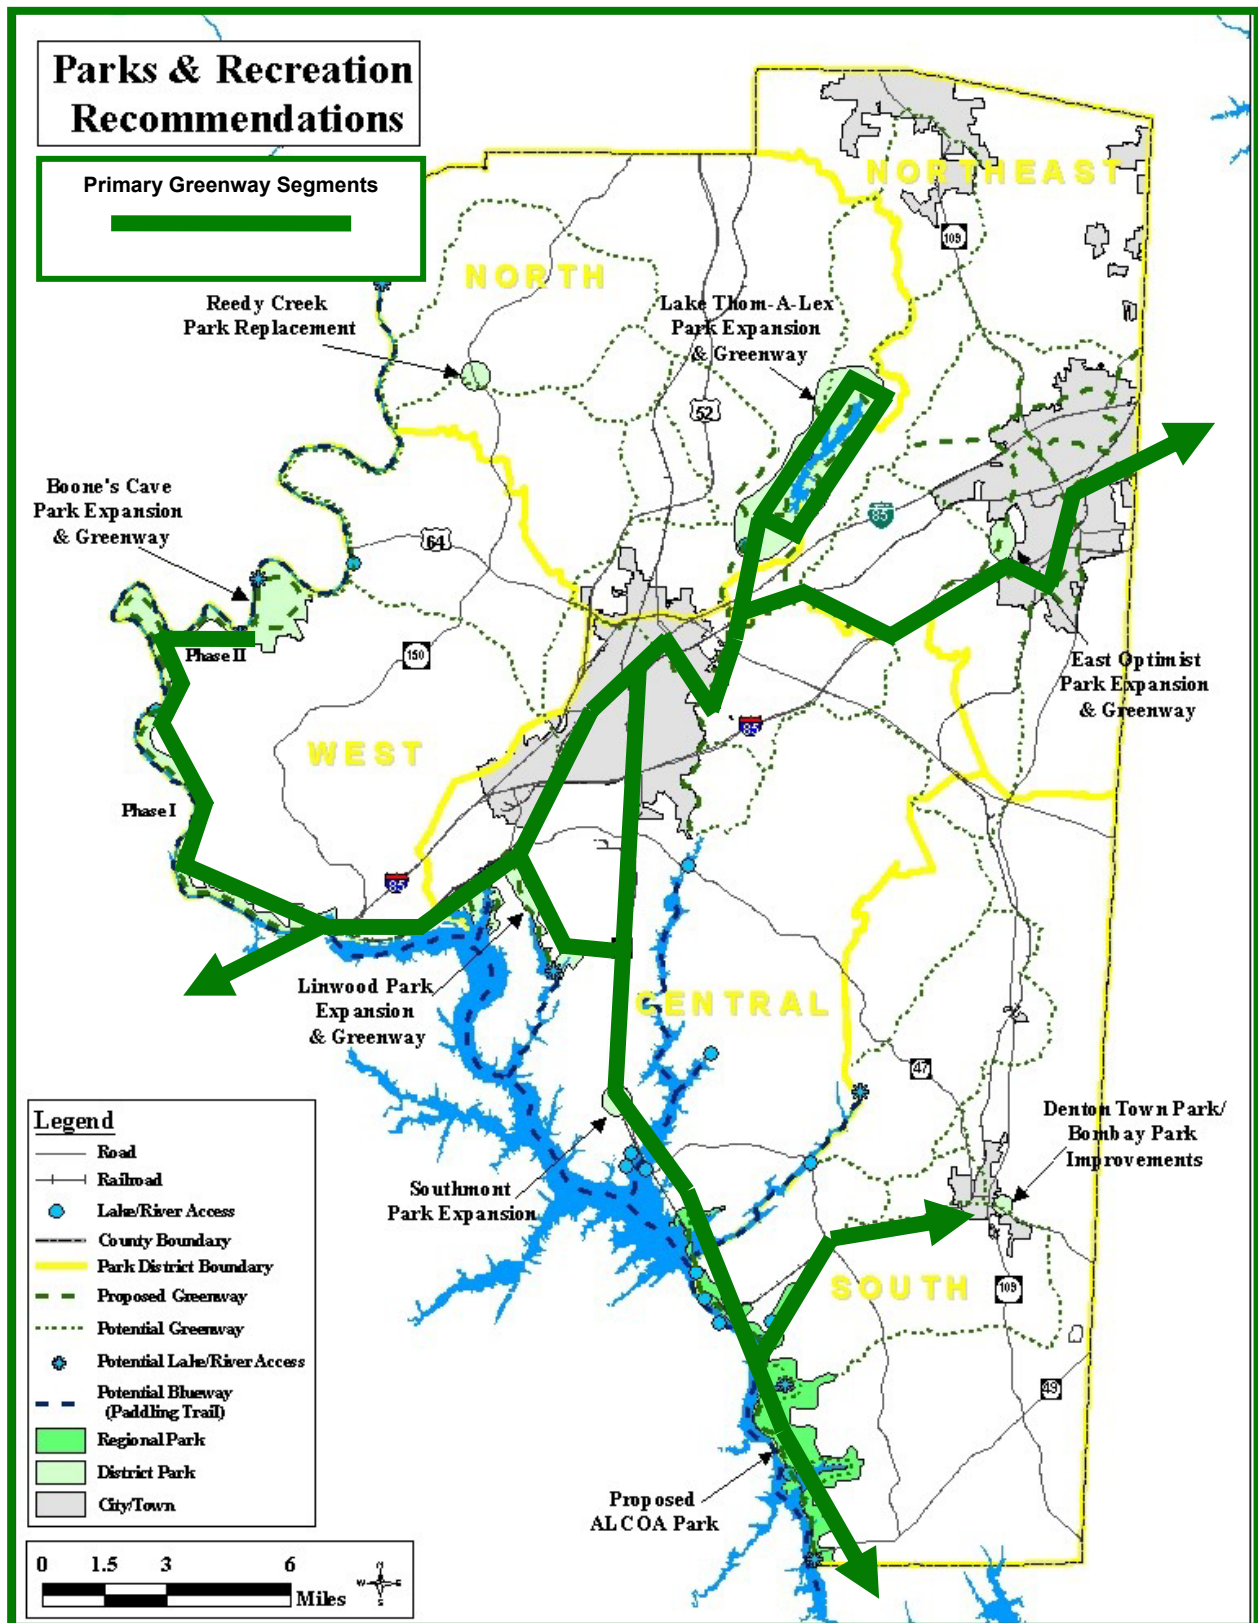 Parks & Recreation
Recommendations
Primary Greenway Segments
NORTHEAST
109
NORTH
Reedy Creek
Park Replacement
Lake Thom-A-Lex
Park Expansion
& Greenway
52
Boone's Cave
Park Expansion
& Greenway
85
64
Phase II
150
East Optimist
Park Expansion
& Greenway
85
WEST
Phase I
85
Linwood Park
Expansion
& Greenway
CENTRAL
47
Denton Town Park/
Bombay Park
Improvements
Southmont
Park Expansion
SOUTH
109
49
Proposed
ALCOA Park
Legend
Road
Railroad
Lake/River Access
County Boundary
Park District Boundary
Proposed Greenway
Potential Greenway
Potential Lake/River Access
Potential Blueway
(Paddling Trail)
Regional Park
District Park
City/Town
0 1.5 3 6
Miles
N
W E
S